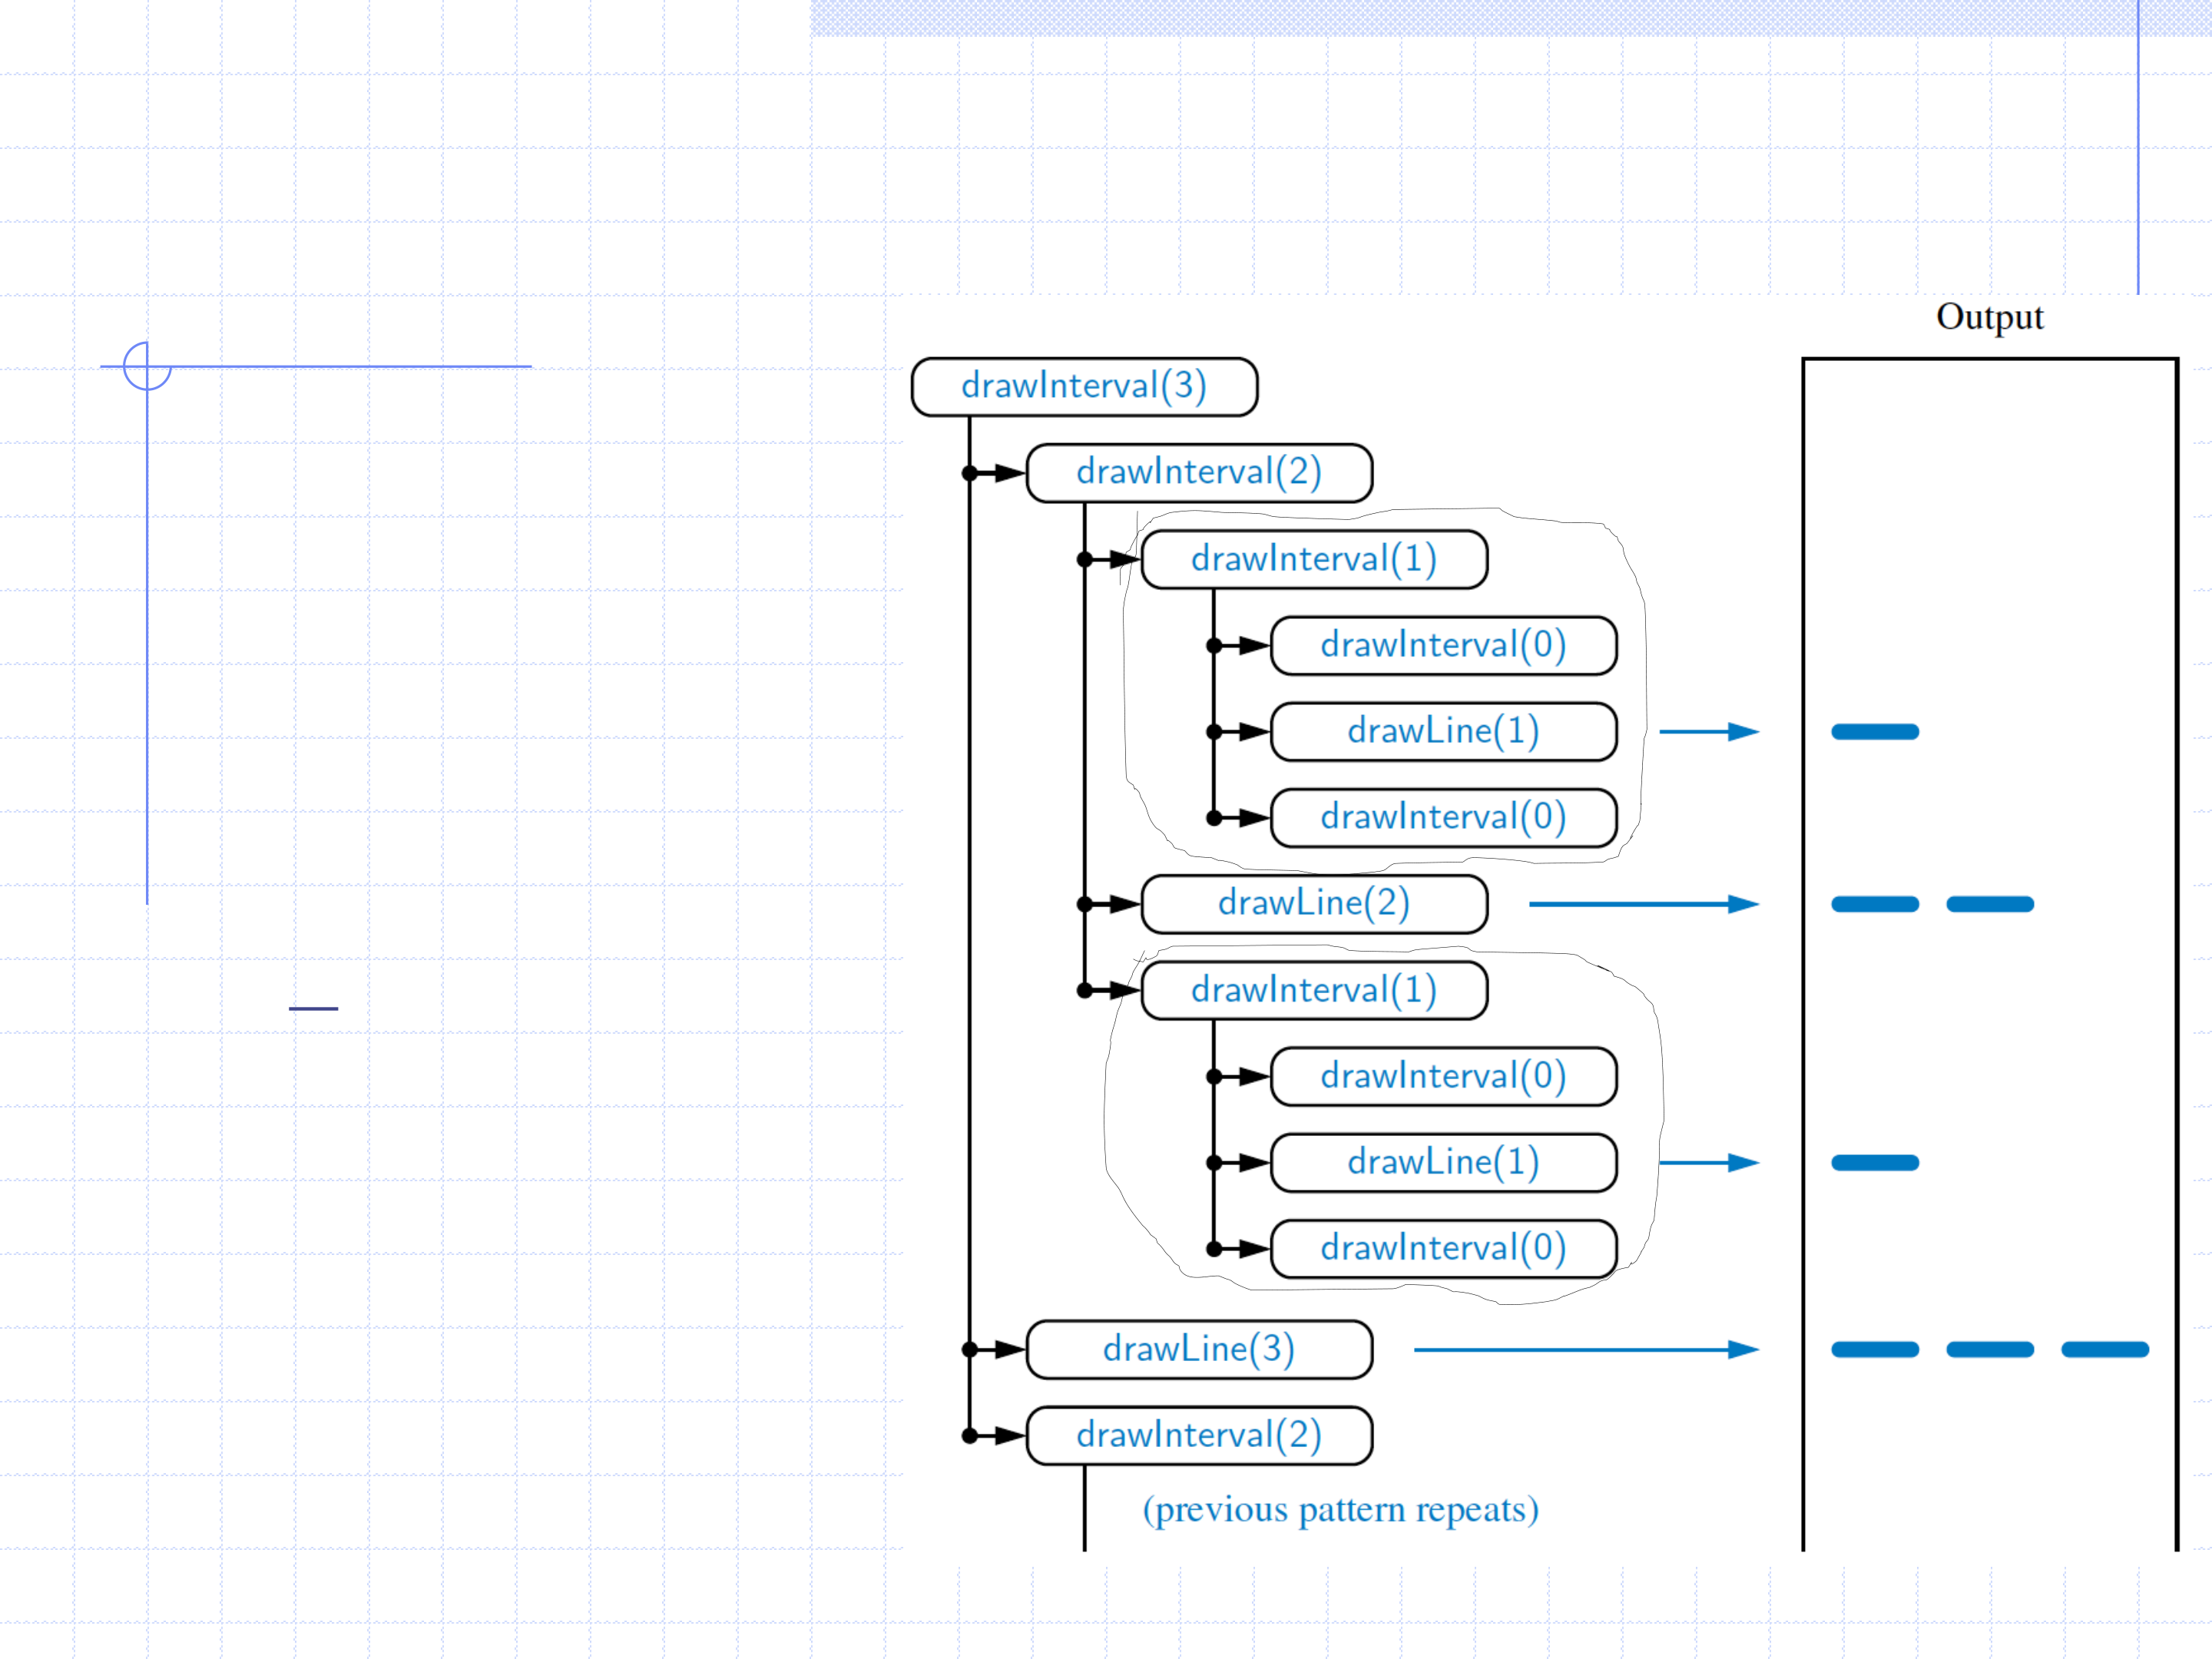 Output
drawInterval(3)
drawInterval(2)
drawInterval(1)
drawInterval(0)
drawLine(1)
drawInterval(0)
drawLine(2)
drawInterval(1)
drawInterval(0)
drawLine(1)
drawInterval(0)
drawLine(3)
drawInterval(2)
(previous pattern repeats)